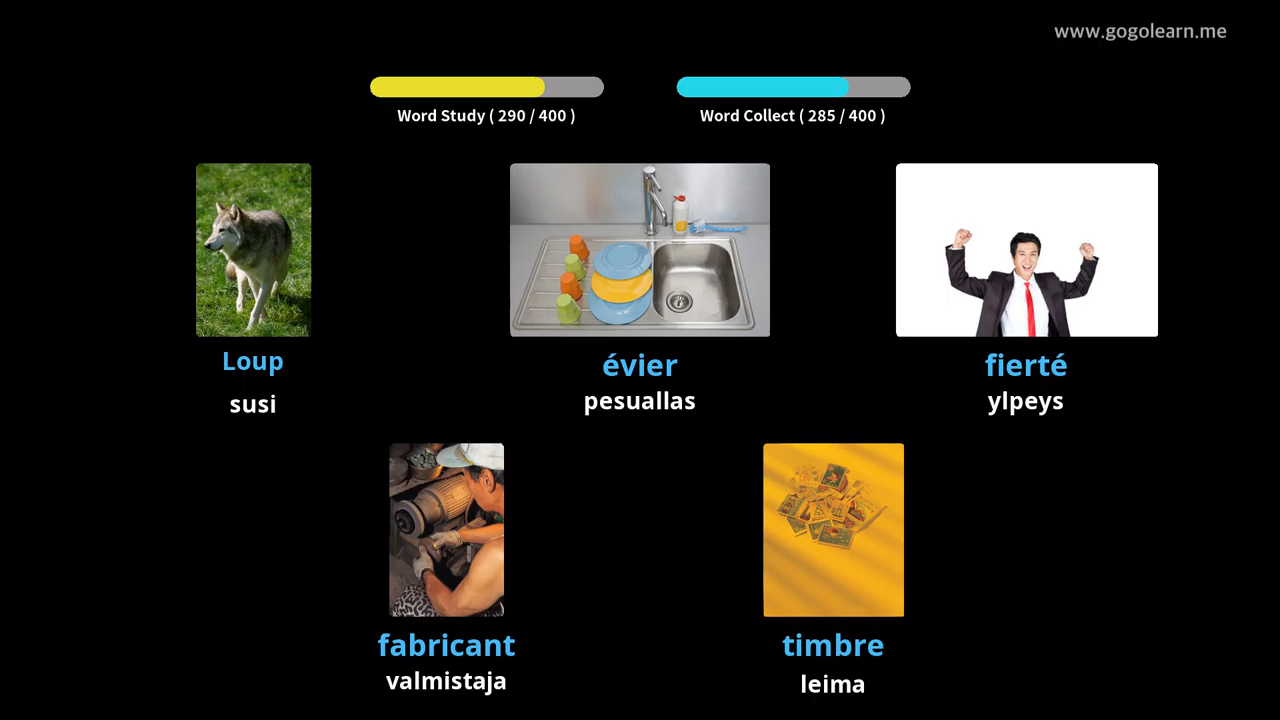 www.gogolearn.me
Word Study ( 290 / 400 )
Word Collect ( 285 / 400 )
Loup
susi
évier
pesuallas
fierté
ylpeys
fabricant
valmistaja
timbre
leima